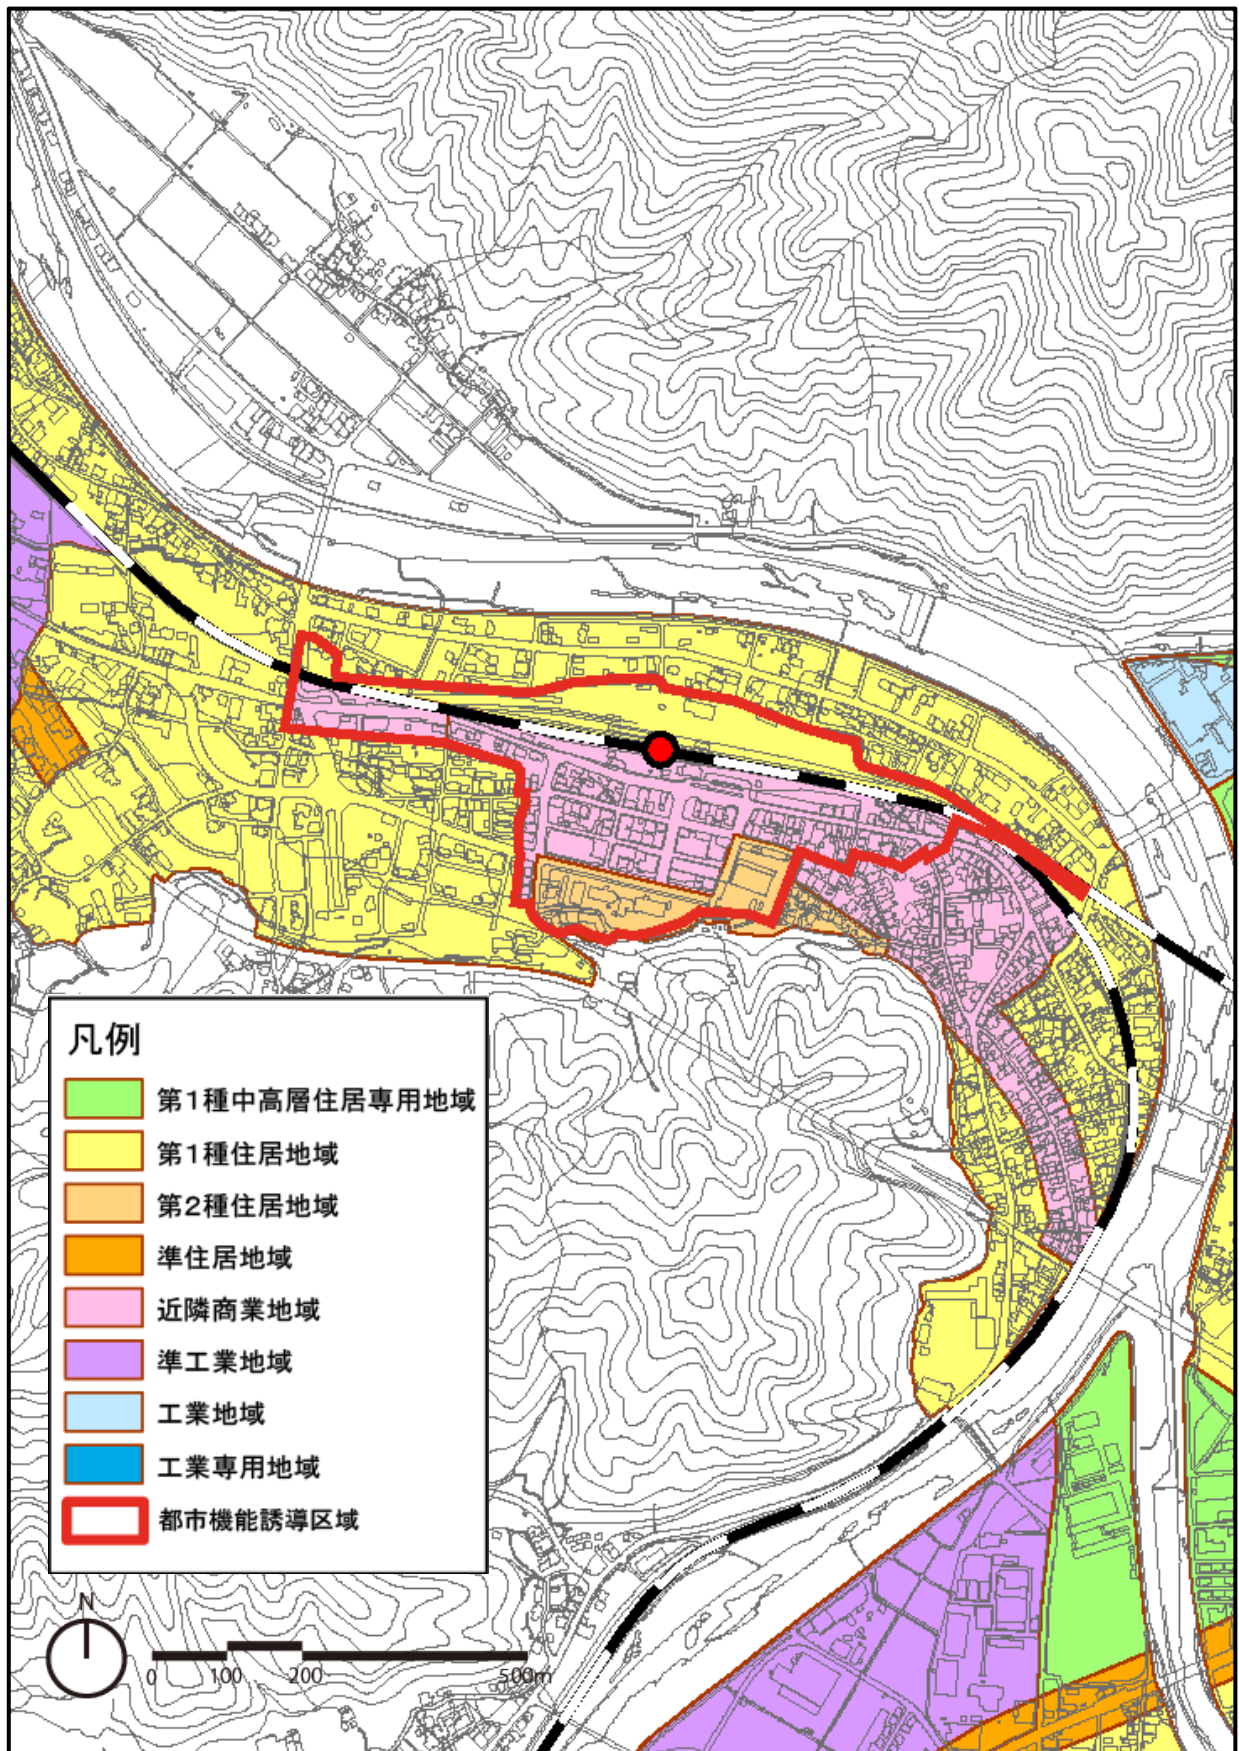 凡例
第1種中高層住居専用地域
第1種住居地域
第2種住居地域
準住居地域
近隣商業地域
準工業地域
工業地域
工業専用地域
都市機能誘導区域
N
0 100 200 500m